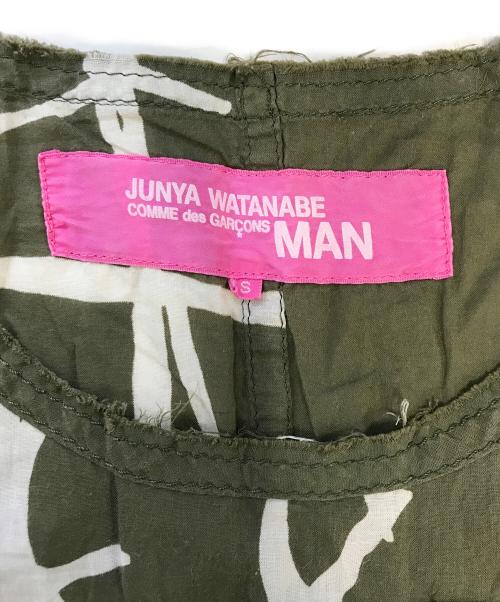 JUNYA WATANABE
COMME des GARÇONS
MAN
S